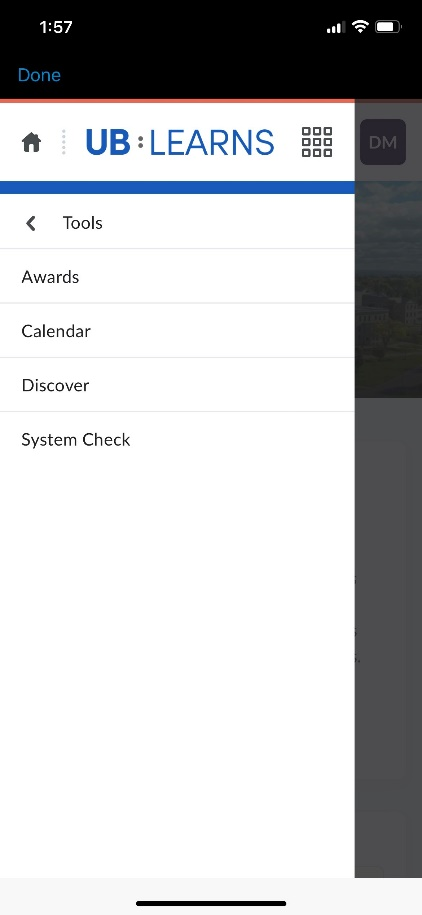 1:57
Done
UB:LEARNS
DM
Tools
Awards
Calendar
Discover
System Check